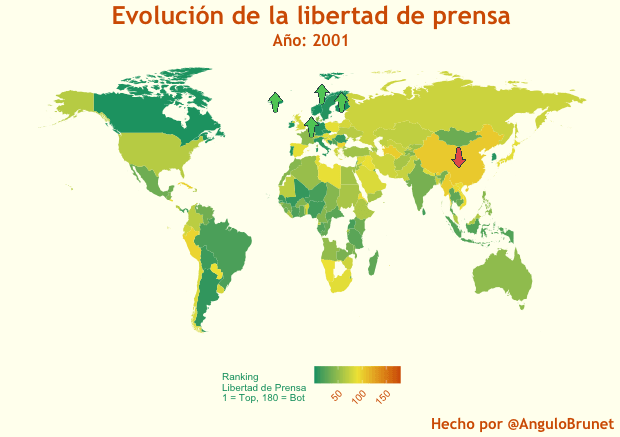 Evolución de la libertad de prensa
Año: 2001
Ranking
Libertad de Prensa
1 = Top, 180 = Bot
50
100
150
Hecho por @AnguloBrunet